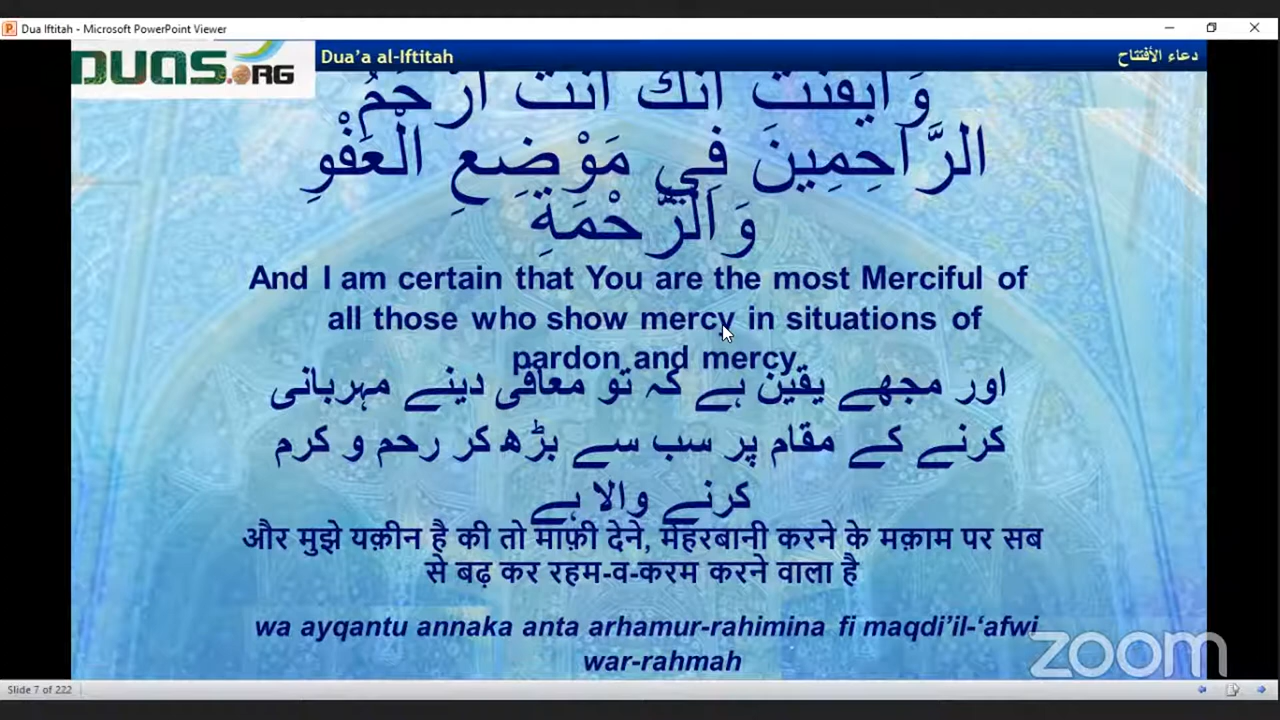 Dua Iftitah - Microsoft PowerPoint Viewer
DUAS.ORG
Dua’a al-Iftitah
دعاء الأفتتاح
وَأَيْقَنْتُ أَنَّكَ أَنْتَ أَرْحَمُ
الرَّاحِمِينَ فِي مَوْضِعِ الْعَفْوِ
وَالرَّحْمَةِ
And I am certain that You are the most Merciful of
all those who show mercy in situations of
pardon and mercy.
اور مجھے یقین ہے کہ تو معافی دینے مہربانی
کرنے کے مقام پر سب سے بڑھ کر رحم و کرم
کرنے والا ہے
और मुझे यक़ीन है की तो माफ़ी देने, मेहरबानी करने के मक़ाम पर सब
से बढ़ कर रहम-व-करम करने वाला है
wa ayqantu annaka anta arhamur-rahimina fi maqdi’il-‘afwi
war-rahmah
zoom
Slide 7 of 222